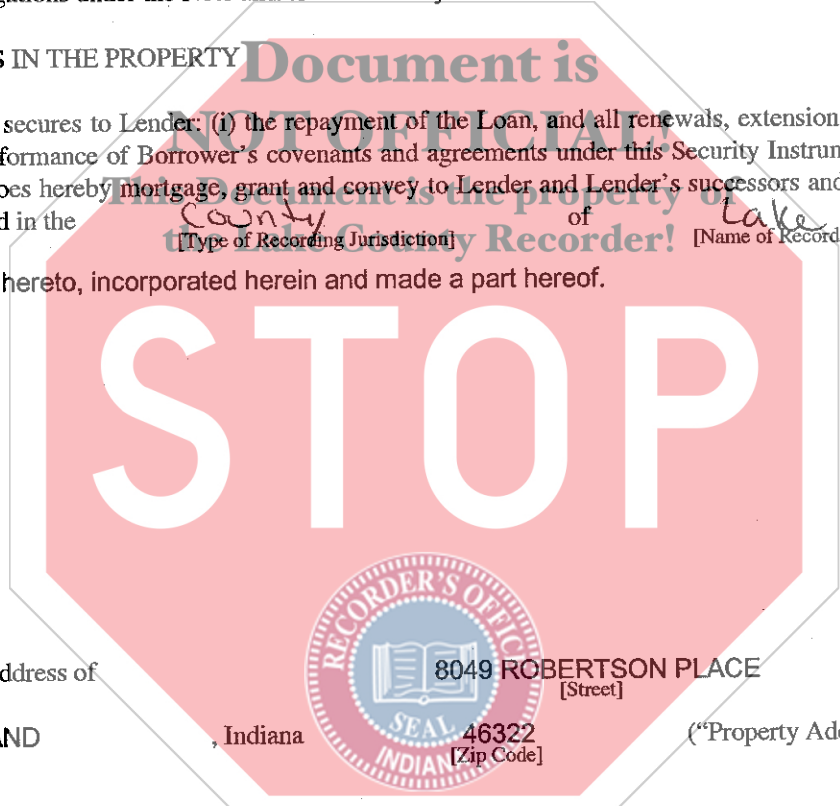 IN THE PROPERTY
Document is
NOT OFFICIAL!
secures to Lender: (i) the repayment of the Loan, and all renewals, extension
formance of Borrower's covenants and agreements under this Security Instrum
oes hereby mortgage, grant and convey to Lender and Lender's successors and
This Document is the property of
d in the County of Lake
the Lake County Recorder!
[Type of Recording Jurisdiction] [Name of Record
hereto, incorporated herein and made a part hereof.
STOP
RECORDER'S OFFIC
SEAL
INDIANA
ddress of 8049 ROBERTSON PLACE
[Street]
AND , Indiana 46322 ("Property Add
[Zip Code]